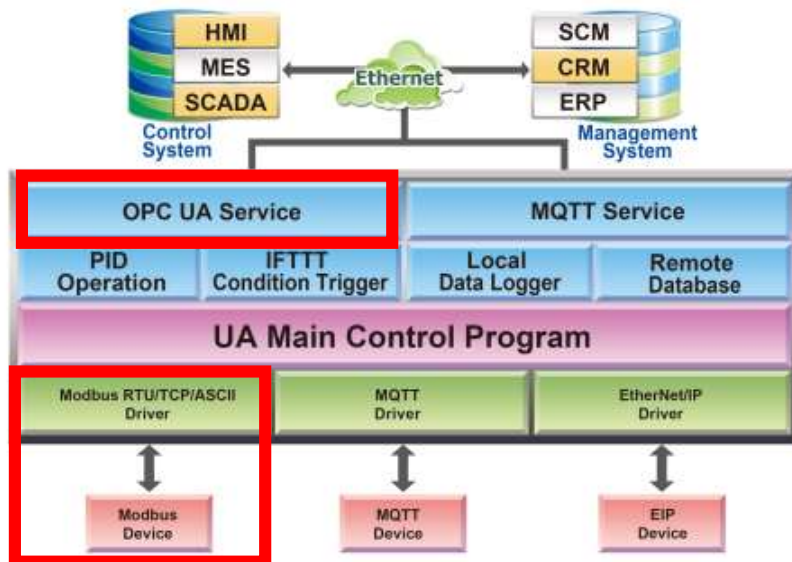 HMI
MES
SCADA
Control
System
Ethernet
SCM
CRM
ERP
Management
System
OPC UA Service
MQTT Service
PID
Operation
IFTTT
Condition Trigger
Local
Data Logger
Remote
Database
UA Main Control Program
Modbus RTU/TCP/ASCII
Driver
MQTT
Driver
EtherNet/IP
Driver
Modbus
Device
MQTT
Device
EIP
Device